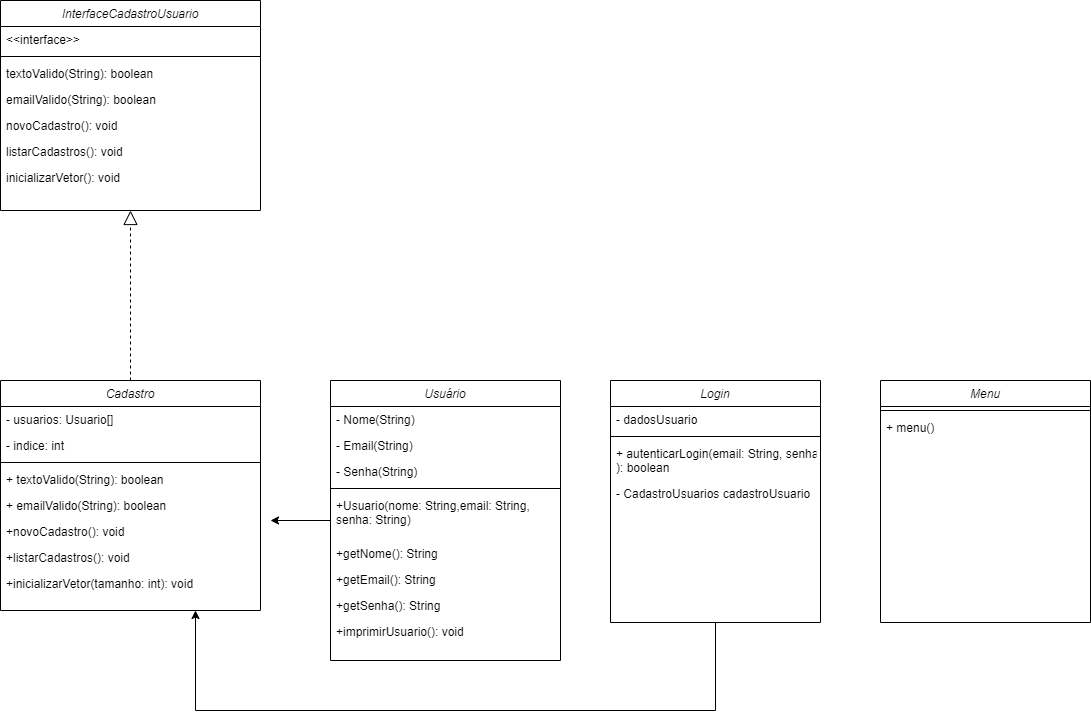 InterfaceCadastroUsuario
<<interface>>
textoValido(String): boolean
emailValido(String): boolean
novoCadastro(): void
listarCadastros(): void
inicializarVetor(): void
Cadastro
- usuarios: Usuario[]
- indice: int
+ textoValido(String): boolean
+ emailValido(String): boolean
+novoCadastro(): void
+listarCadastros(): void
+inicializarVetor(tamanho: int): void
Usuário
- Nome(String)
- Email(String)
- Senha(String)
+Usuario(nome: String,email: String,
senha: String)
+getNome(): String
+getEmail(): String
+getSenha(): String
+imprimirUsuario(): void
Login
- dadosUsuario
+ autenticarLogin(email: String, senha
): boolean
- CadastroUsuarios cadastroUsuario
Menu
+ menu()